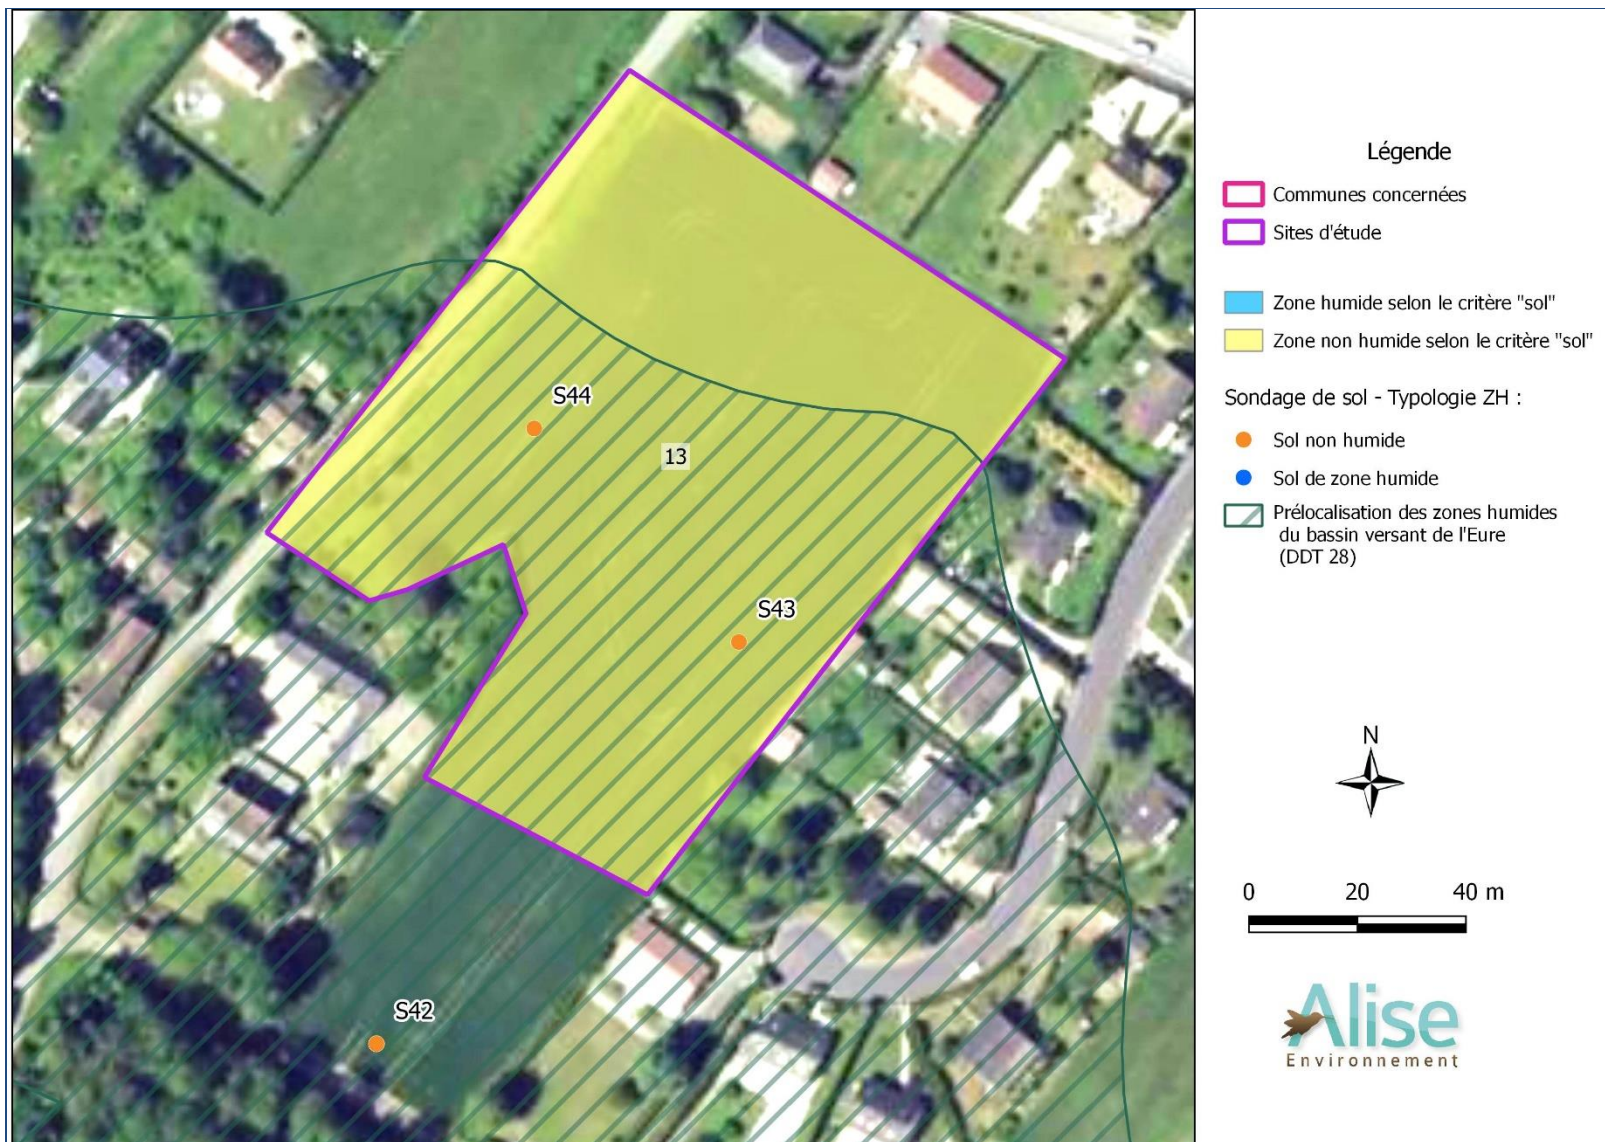 S44
13
S43
S42
Légende
Communes concernées
Sites d'étude
Zone humide selon le critère "sol"
Zone non humide selon le critère "sol"
Sondage de sol - Typologie ZH :
Sol non humide
Sol de zone humide
Prélocalisation des zones humides
du bassin versant de l'Eure
(DDT 28)
N
0 20 40 m
Alise
Environnement